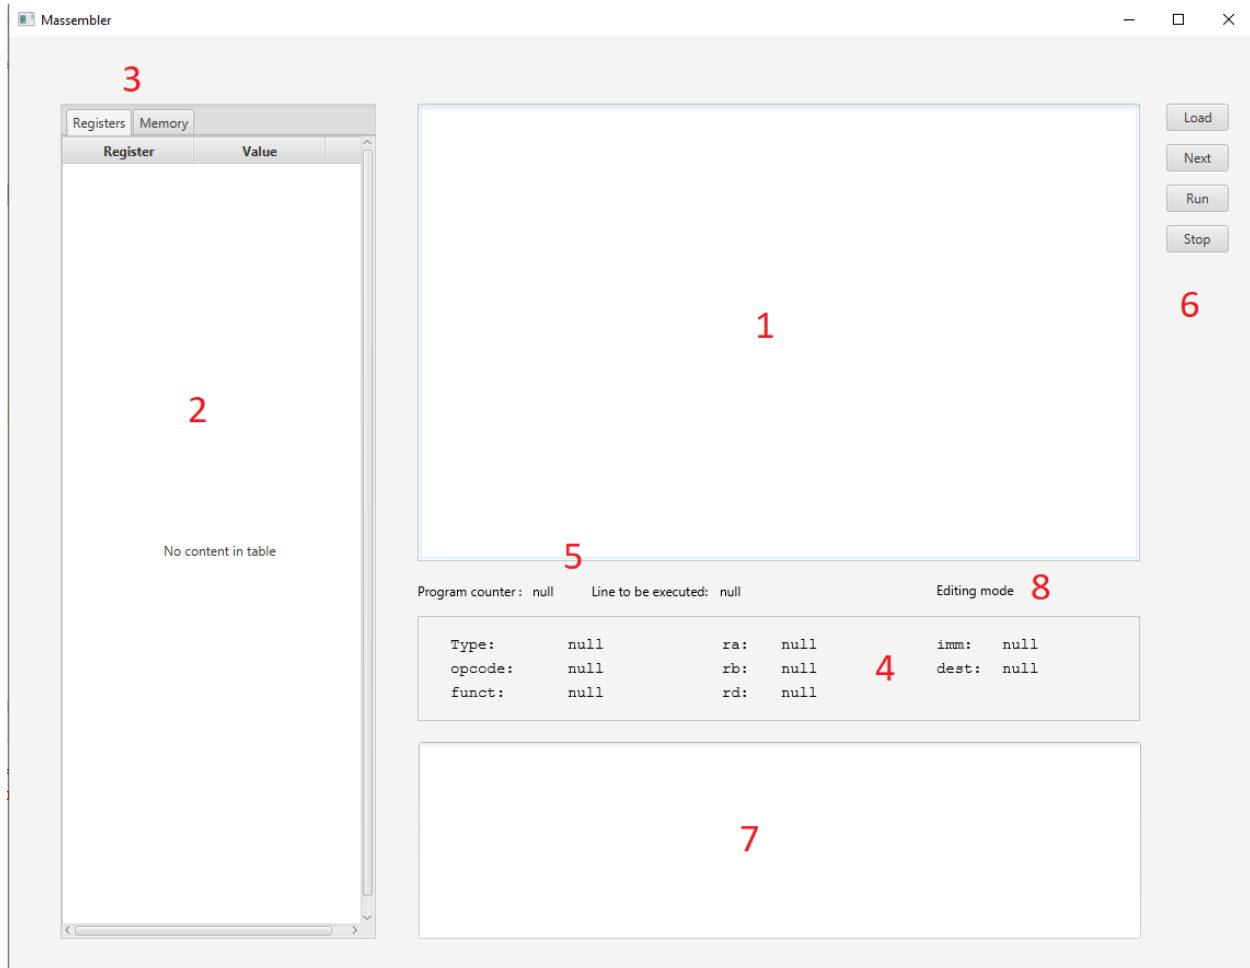 Massembler
3
Registers Memory
Register Value
2
No content in table
1
Load
Next
Run
Stop
6
5
Program counter : null Line to be executed: null Editing mode 8
Type: null ra: null imm: null
opcode: null rb: null 4 dest: null
funct: null rd: null
7